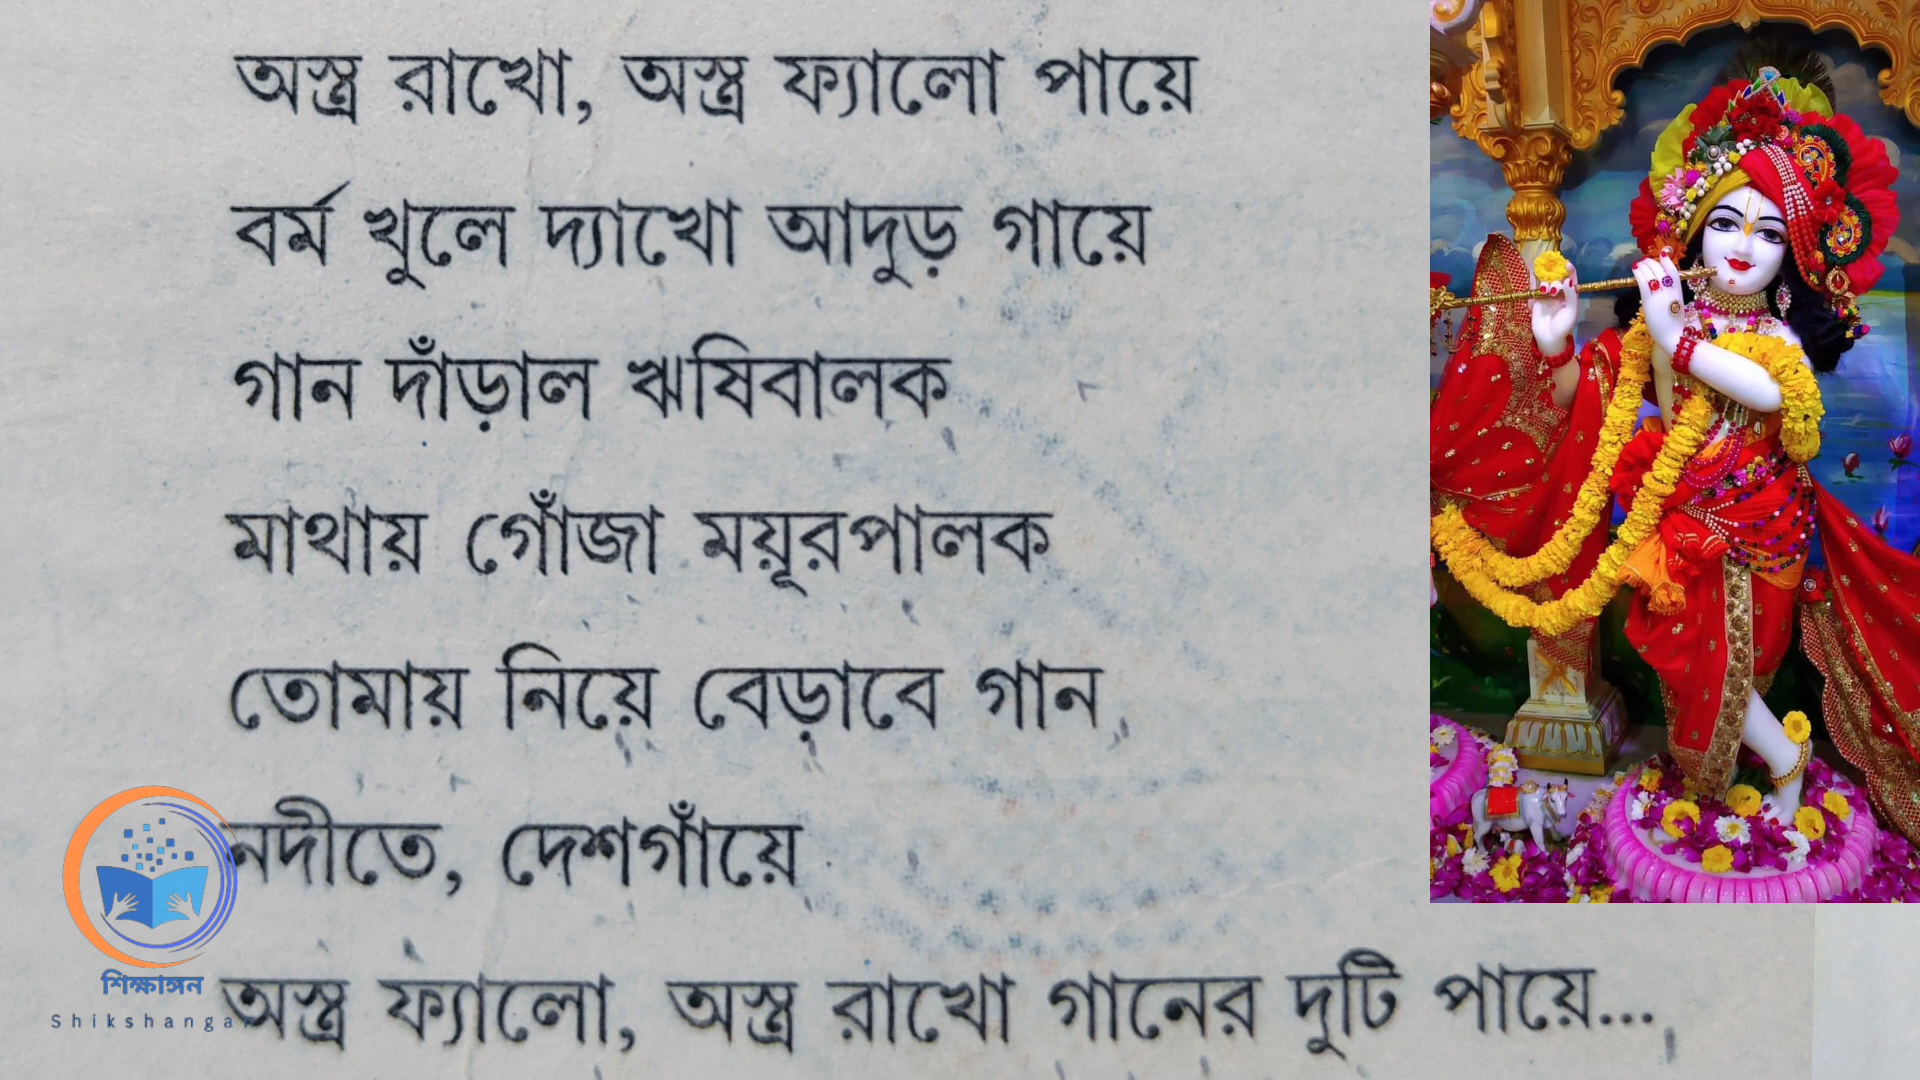 অস্ত্র রাখো, অস্ত্র ফ্যালো পায়ে
বর্ম খুলে দ্যাখো আদুড় গায়ে
গান দাঁড়াল ঋষিবালক
মাথায় গোঁজা ময়ূরপালক
তোমায় নিয়ে বেড়াবে গান
নদীতে, দেশগাঁয়ে
অস্ত্র ফ্যালো, অস্ত্র রাখো গানের দুটি পায়ে...
শিক্ষাঙ্গন
Shikshangan